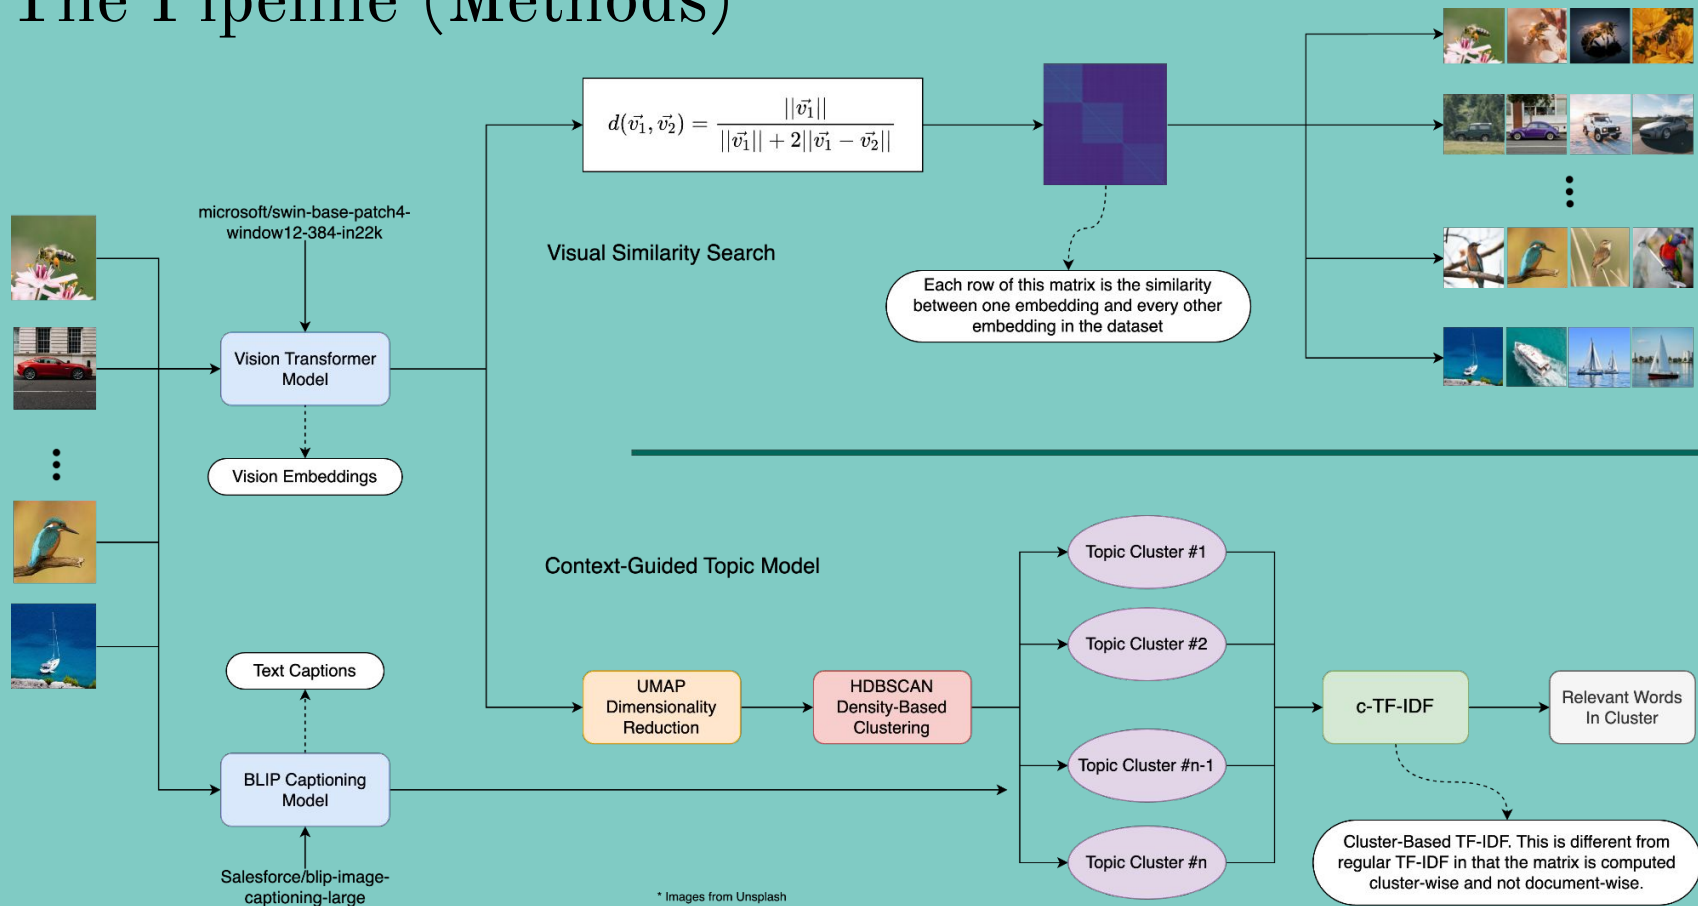 The Pipeline (Methods)
d(v⃗₁, v⃗₂) = ||v⃗₁|| / (||v⃗₁|| + 2||v⃗₁ − v⃗₂||)
microsoft/swin-base-patch4-
window12-384-in22k
Visual Similarity Search
Each row of this matrix is the similarity
between one embedding and every other
embedding in the dataset
Vision Transformer
Model
Vision Embeddings
Context-Guided Topic Model
Text Captions
BLIP Captioning
Model
Salesforce/blip-image-
captioning-large
UMAP
Dimensionality
Reduction
HDBSCAN
Density-Based
Clustering
Topic Cluster #1
Topic Cluster #2
Topic Cluster #n-1
Topic Cluster #n
c-TF-IDF
Relevant Words
In Cluster
Cluster-Based TF-IDF. This is different from
regular TF-IDF in that the matrix is computed
cluster-wise and not document-wise.
* Images from Unsplash